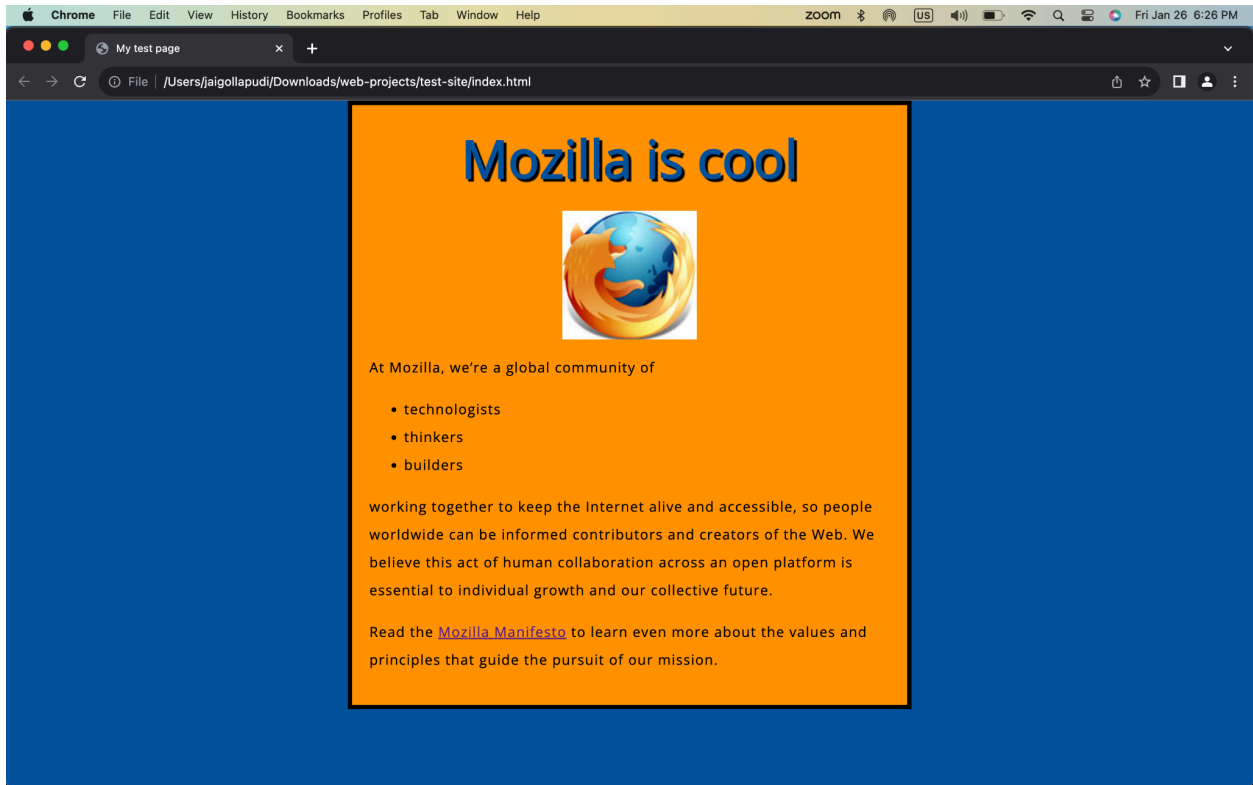 Chrome File Edit View History Bookmarks Profiles Tab Window Help zoom US Fri Jan 26 6:26 PM
My test page
File /Users/jaigollapudi/Downloads/web-projects/test-site/index.html
Mozilla is cool
At Mozilla, we’re a global community of
• technologists
• thinkers
• builders
working together to keep the Internet alive and accessible, so people
worldwide can be informed contributors and creators of the Web. We
believe this act of human collaboration across an open platform is
essential to individual growth and our collective future.
Read the Mozilla Manifesto to learn even more about the values and
principles that guide the pursuit of our mission.